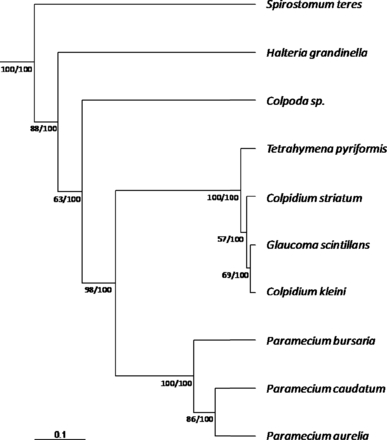 Spirostomum teres
100/100
Halteria grandinella
88/100
Colpoda sp.
63/100
Tetrahymena pyriformis
100/100
Colpidium striatum
57/100
Glaucoma scintillans
69/100
98/100
Colpidium kleini
Paramecium bursaria
100/100
Paramecium caudatum
86/100
0.1
Paramecium aurelia